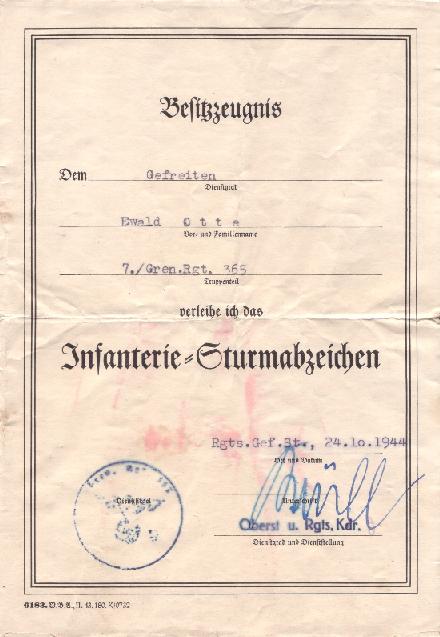 Besitzzeugnis
Dem Gefreiten
Dienstgrad
Ewald Otte
Vor- und Familienname
7./Gren.Rgt. 365
Truppenteil
verleihe ich das
Infanterie=Sturmabzeichen
Rgts.Gef.St., 24.10.1944
Ort und Datum
Dienstsiegel
Unterschrift
Oberst u. Rgts. Kdr.
Dienstgrad und Dienststellung
6183.